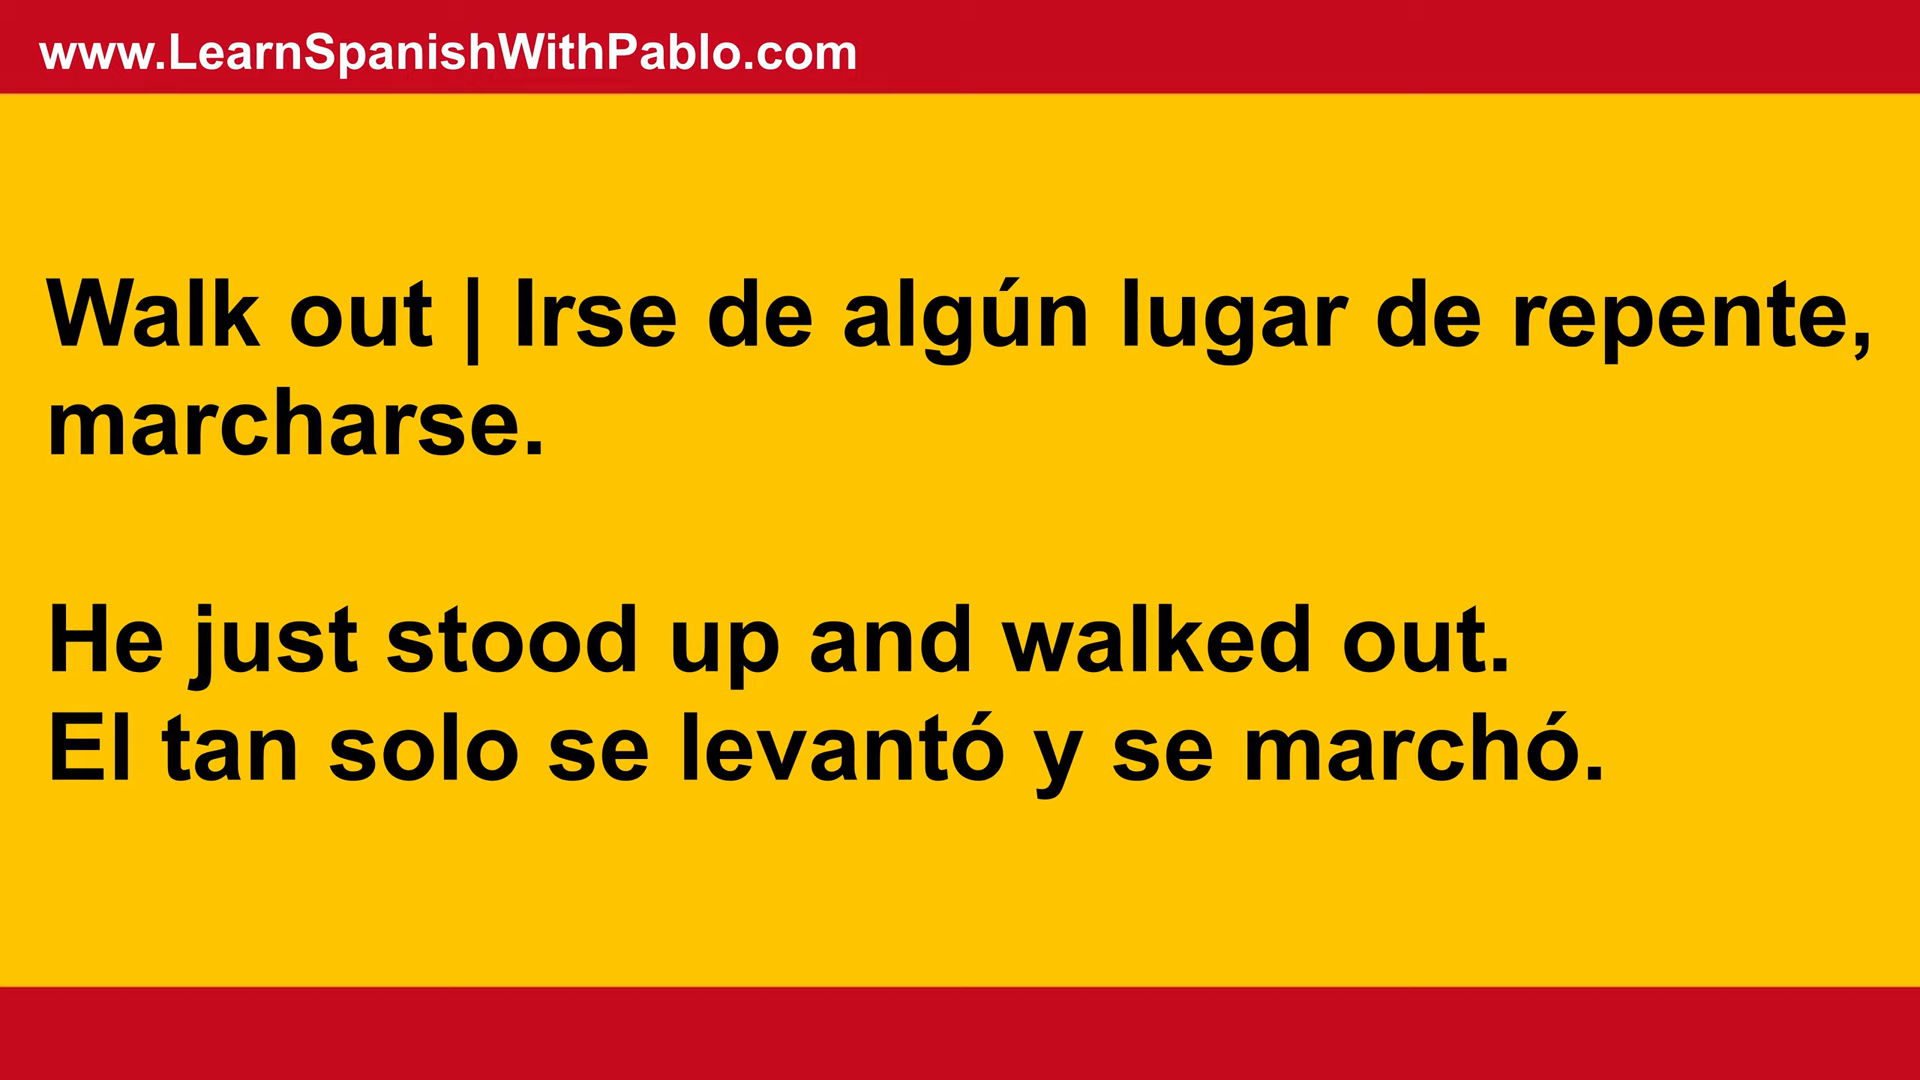 www.LearnSpanishWithPablo.com
Walk out | Irse de algún lugar de repente,
marcharse.
He just stood up and walked out.
El tan solo se levantó y se marchó.